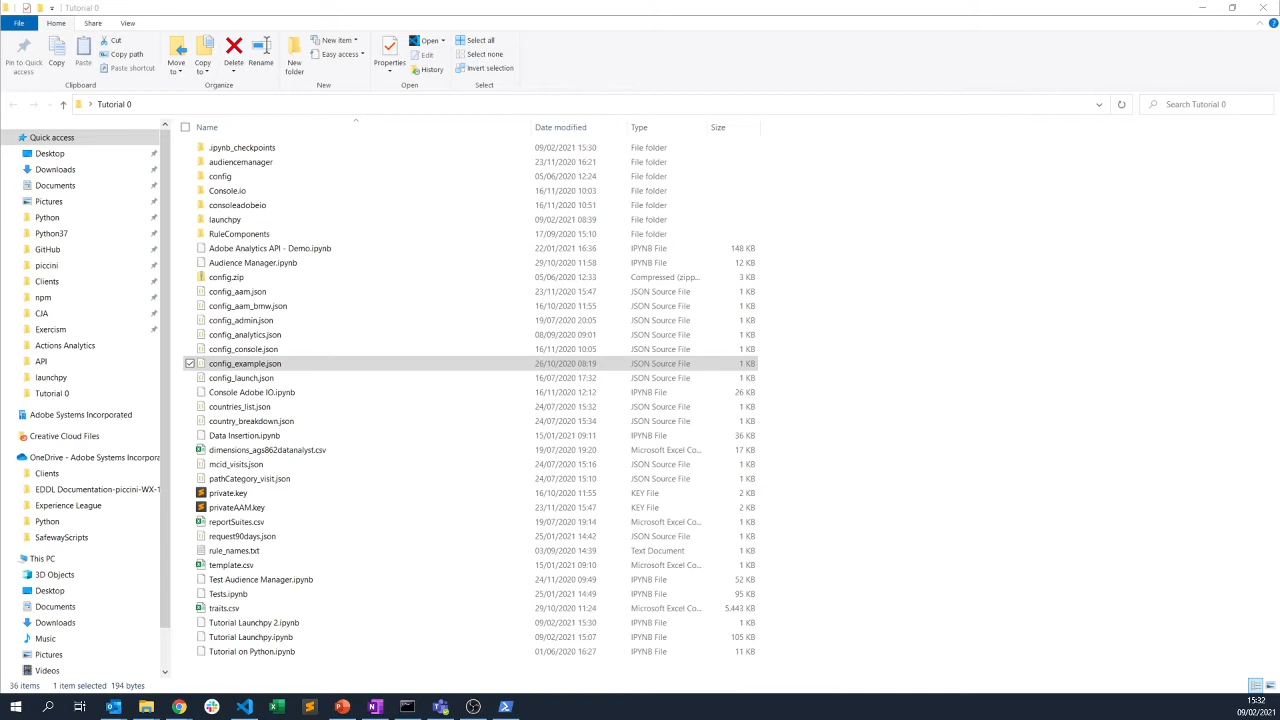 Tutorial 0
File Home Share View
Pin to Quick access
Copy
Paste
Cut
Copy path
Paste shortcut
Clipboard
Move to
Copy to
Delete
Rename
Organize
New folder
New item
Easy access
New
Properties
Open
Edit
History
Open
Select all
Select none
Invert selection
Select
Tutorial 0
Search Tutorial 0
Quick access
Desktop
Downloads
Documents
Pictures
Python
Python37
GitHub
piccini
Clients
npm
CJA
Exercism
Actions Analytics
API
launchpy
Tutorial 0
Adobe Systems Incorporated
Creative Cloud Files
OneDrive - Adobe Systems Incorpora
Clients
EDDL Documentation-piccini-WX-1
Experience League
Python
SafewayScripts
This PC
3D Objects
Desktop
Documents
Downloads
Music
Pictures
Videos
Name Date modified Type Size
.ipynb_checkpoints 09/02/2021 15:30 File folder
audiencemanager 23/11/2020 16:21 File folder
config 05/06/2020 12:24 File folder
Console.io 16/11/2020 10:03 File folder
consoleadobeio 16/11/2020 10:51 File folder
launchpy 09/02/2021 08:39 File folder
RuleComponents 17/09/2020 15:10 File folder
Adobe Analytics API - Demo.ipynb 22/01/2021 16:36 IPYNB File 148 KB
Audience Manager.ipynb 29/10/2020 11:58 IPYNB File 12 KB
config.zip 05/06/2020 12:33 Compressed (zipp... 3 KB
config_aam.json 23/11/2020 15:47 JSON Source File 1 KB
config_aam_bmw.json 16/10/2020 11:55 JSON Source File 1 KB
config_admin.json 19/07/2020 20:05 JSON Source File 1 KB
config_analytics.json 08/09/2020 09:01 JSON Source File 1 KB
config_console.json 16/11/2020 10:05 JSON Source File 1 KB
config_example.json 26/10/2020 08:19 JSON Source File 1 KB
config_launch.json 16/07/2020 17:32 JSON Source File 1 KB
Console Adobe IO.ipynb 16/11/2020 12:12 IPYNB File 26 KB
countries_list.json 24/07/2020 15:32 JSON Source File 1 KB
country_breakdown.json 24/07/2020 15:34 JSON Source File 1 KB
Data Insertion.ipynb 15/01/2021 09:11 IPYNB File 36 KB
dimensions_ags862datanalyst.csv 19/07/2020 19:20 Microsoft Excel Co... 17 KB
mcid_visits.json 24/07/2020 15:16 JSON Source File 1 KB
pathCategory_visit.json 24/07/2020 15:10 JSON Source File 1 KB
private.key 16/10/2020 11:55 KEY File 2 KB
privateAAM.key 23/11/2020 15:47 KEY File 2 KB
reportSuites.csv 19/07/2020 19:14 Microsoft Excel Co... 1 KB
request90days.json 25/01/2021 14:42 JSON Source File 1 KB
rule_names.txt 03/09/2020 14:39 Text Document 1 KB
template.csv 15/01/2021 09:10 Microsoft Excel Co... 1 KB
Test Audience Manager.ipynb 24/11/2020 09:49 IPYNB File 52 KB
Tests.ipynb 25/01/2021 14:49 IPYNB File 95 KB
traits.csv 29/10/2020 11:24 Microsoft Excel Co... 5.443 KB
Tutorial Launchpy 2.ipynb 09/02/2021 15:30 IPYNB File 1 KB
Tutorial Launchpy.ipynb 09/02/2021 15:07 IPYNB File 105 KB
Tutorial on Python.ipynb 01/06/2020 16:27 IPYNB File 11 KB
36 items 1 item selected 194 bytes
15:32
09/02/2021